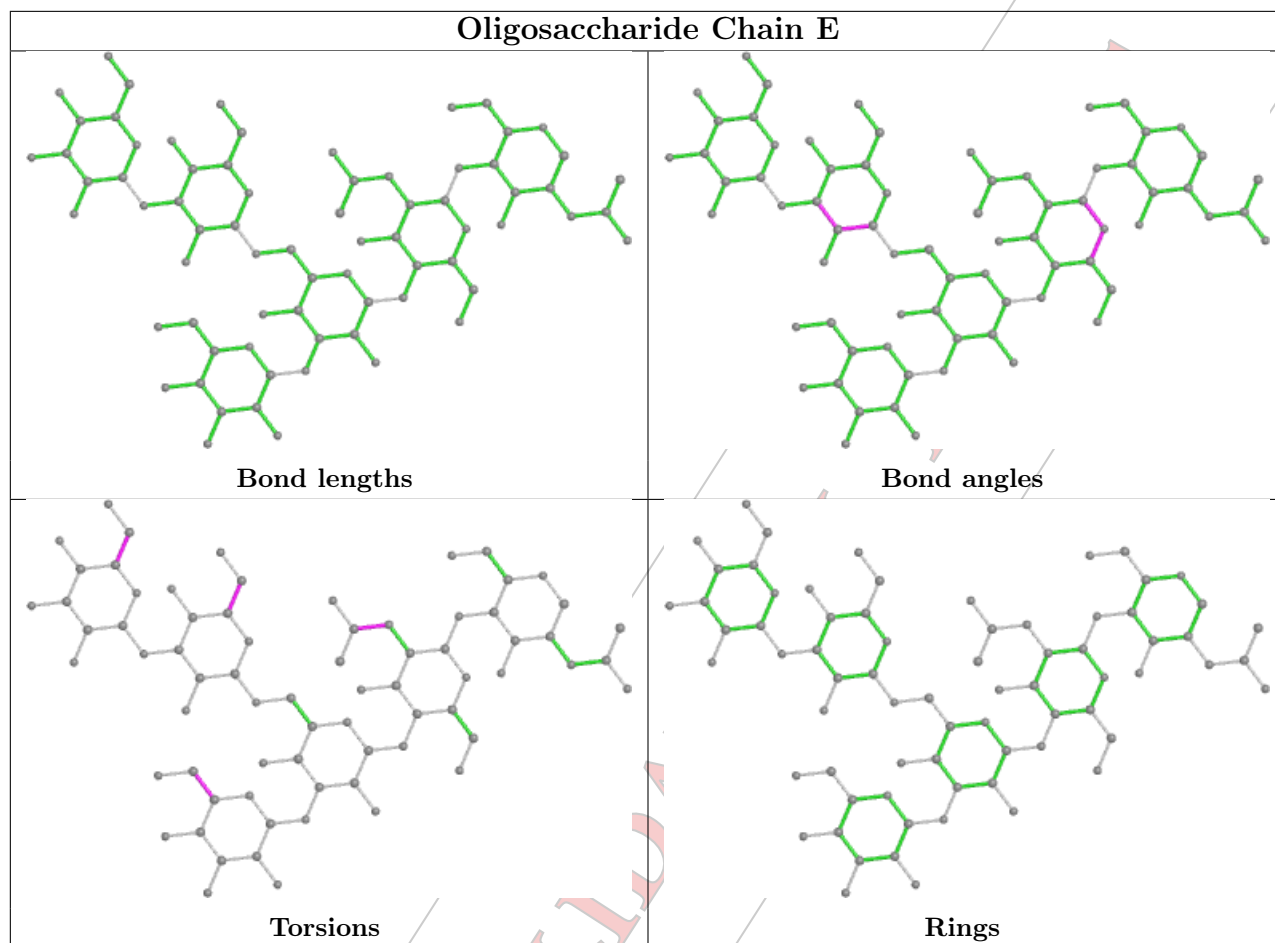 Oligosaccharide Chain E
Bond lengths
Bond angles
Torsions
Rings